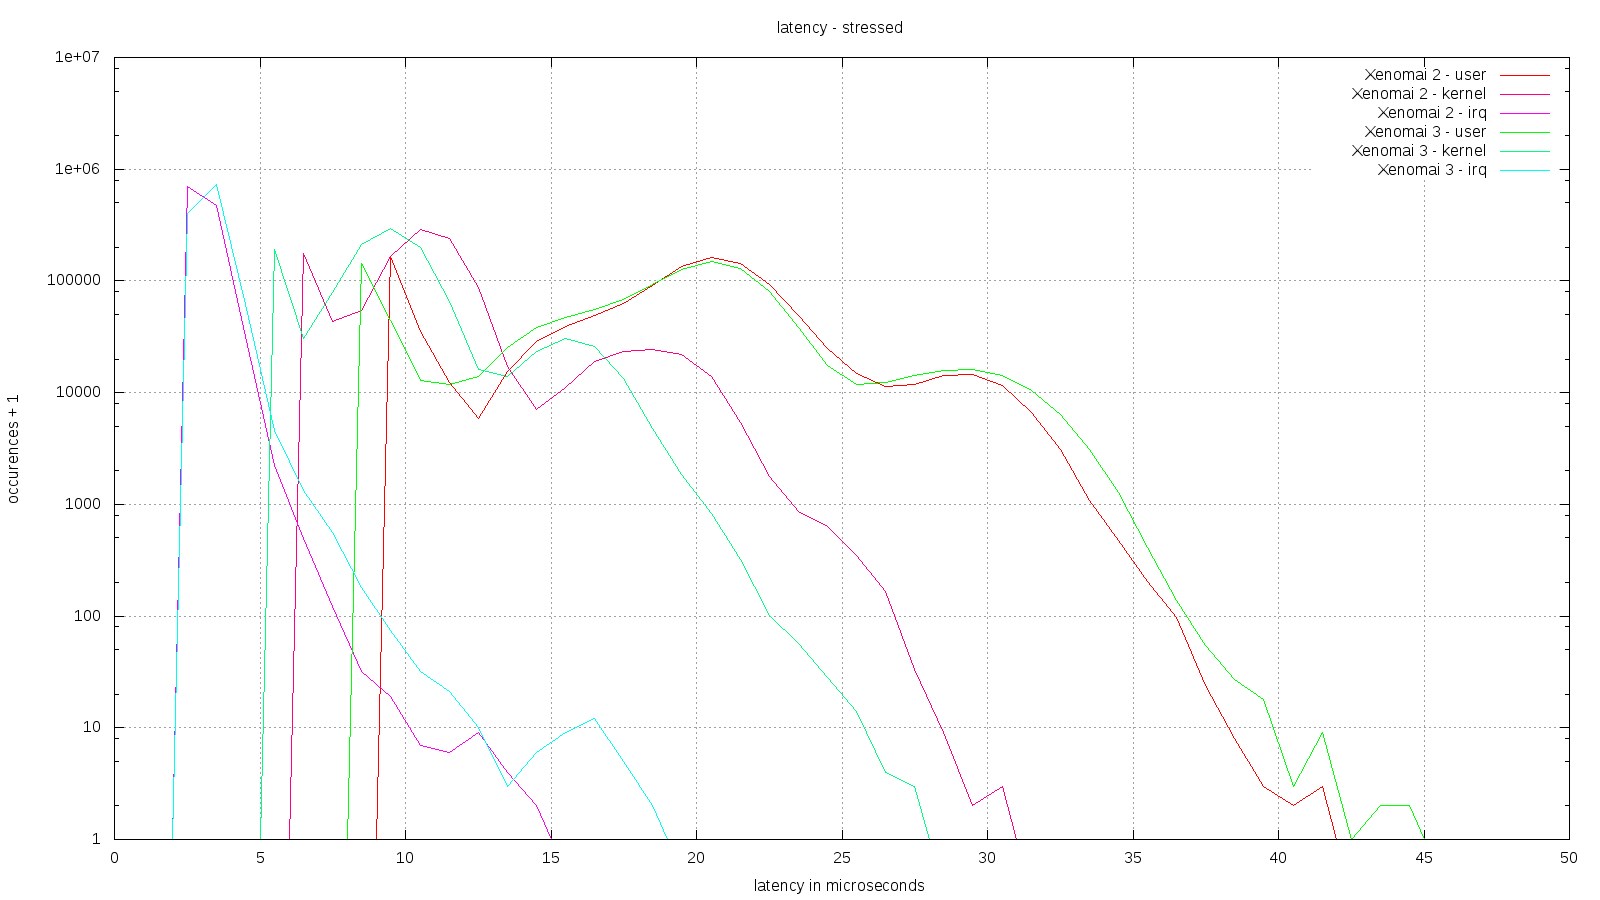 latency - stressed
1e+07
1e+06
100000
10000
1000
100
10
1
occurences + 1
Xenomai 2 - user
Xenomai 2 - kernel
Xenomai 2 - irq
Xenomai 3 - user
Xenomai 3 - kernel
Xenomai 3 - irq
0 5 10 15 20 25 30 35 40 45 50
latency in microseconds